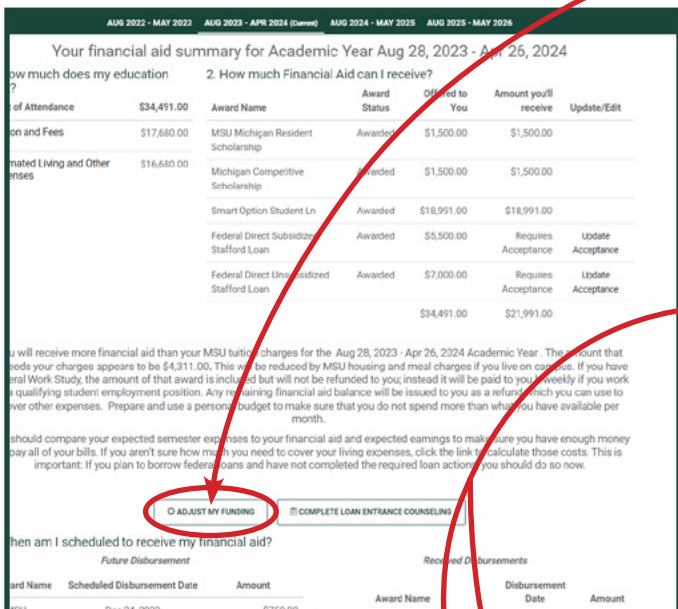 AUG 2022 - MAY 2023 AUG 2023 - APR 2024 (Current) AUG 2024 - MAY 2025 AUG 2025 - MAY 2026
Your financial aid summary for Academic Year Aug 28, 2023 - Apr 26, 2024
ow much does my education 2. How much Financial Aid can I receive?
?
Award Status Offered to You Amount you'll receive Update/Edit
t of Attendance $34,491.00 Award Name
on and Fees $17,680.00 MSU Michigan Resident Scholarship Awarded $1,500.00 $1,500.00
mated Living and Other enses $16,680.00 Michigan Competitive Scholarship Awarded $1,500.00 $1,500.00
Smart Option Student Ln Awarded $18,991.00 $18,991.00
Federal Direct Subsidized Stafford Loan Awarded $5,500.00 Requires Acceptance Update Acceptance
Federal Direct Unsubsidized Stafford Loan Awarded $7,000.00 Requires Acceptance Update Acceptance
$34,491.00 $21,991.00
u will receive more financial aid than your MSU tuition charges for the Aug 28, 2023 - Apr 26, 2024 Academic Year . The amount that
eeds your charges appears to be $4,311.00. This will be reduced by MSU housing and meal charges if you live on campus. If you have
eral Work Study, the amount of that award is included but will not be refunded to you; instead it will be paid to you biweekly if you work
a qualifying student employment position. Any remaining financial aid balance will be issued to you as a refund which you can use to
over other expenses. Prepare and use a personal budget to make sure that you do not spend more than what you have available per
month.
should compare your expected semester expenses to your financial aid and expected earnings to make sure you have enough money
pay all of your bills. If you aren't sure how much you need to cover your living expenses, click the link to calculate those costs. This is
important: If you plan to borrow federal loans and have not completed the required loan actions, you should do so now.
ADJUST MY FUNDING COMPLETE LOAN ENTRANCE COUNSELING
hen am I scheduled to receive my financial aid?
Future Disbursement Received Disbursements
ard Name Scheduled Disbursement Date Amount Award Name Disbursement Date Amount